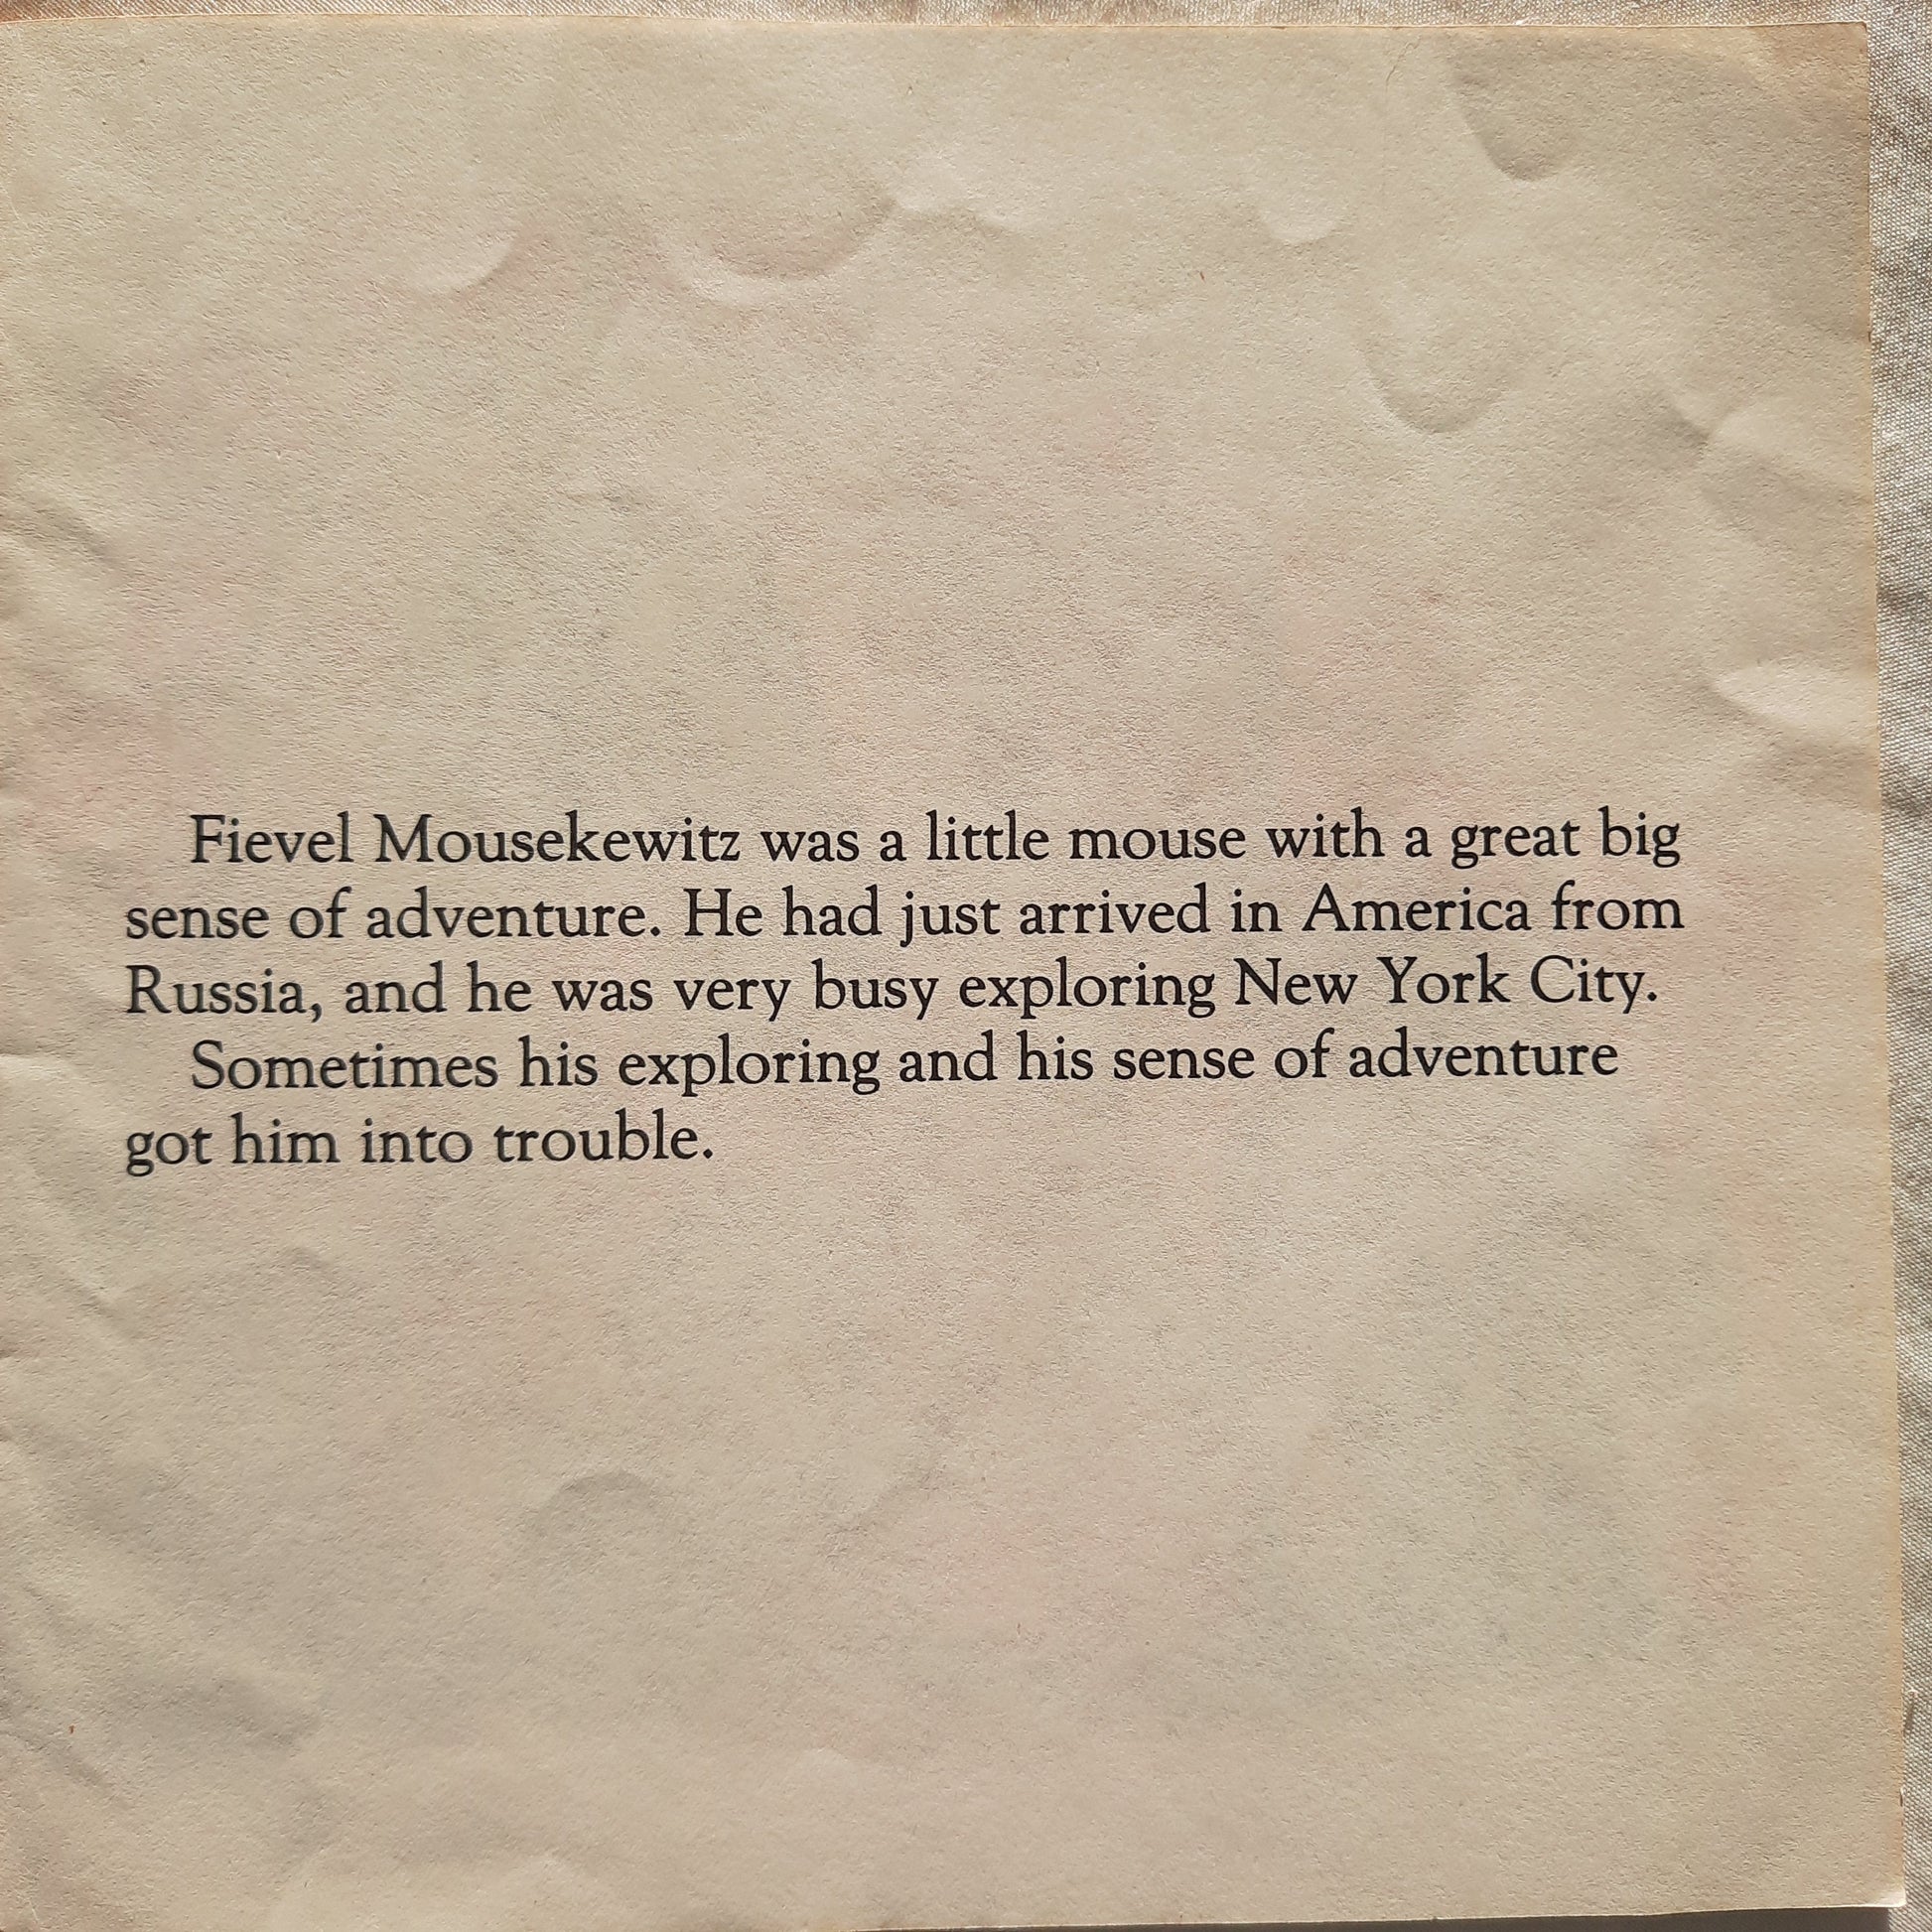 Fievel Mousekewitz was a little mouse with a great big
sense of adventure. He had just arrived in America from
Russia, and he was very busy exploring New York City.
Sometimes his exploring and his sense of adventure
got him into trouble.